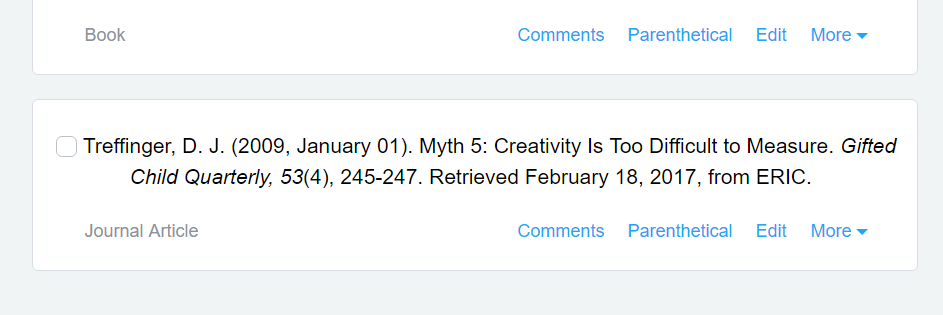 Book Comments Parenthetical Edit More
Treffinger, D. J. (2009, January 01). Myth 5: Creativity Is Too Difficult to Measure. Gifted
Child Quarterly, 53(4), 245-247. Retrieved February 18, 2017, from ERIC.
Journal Article Comments Parenthetical Edit More